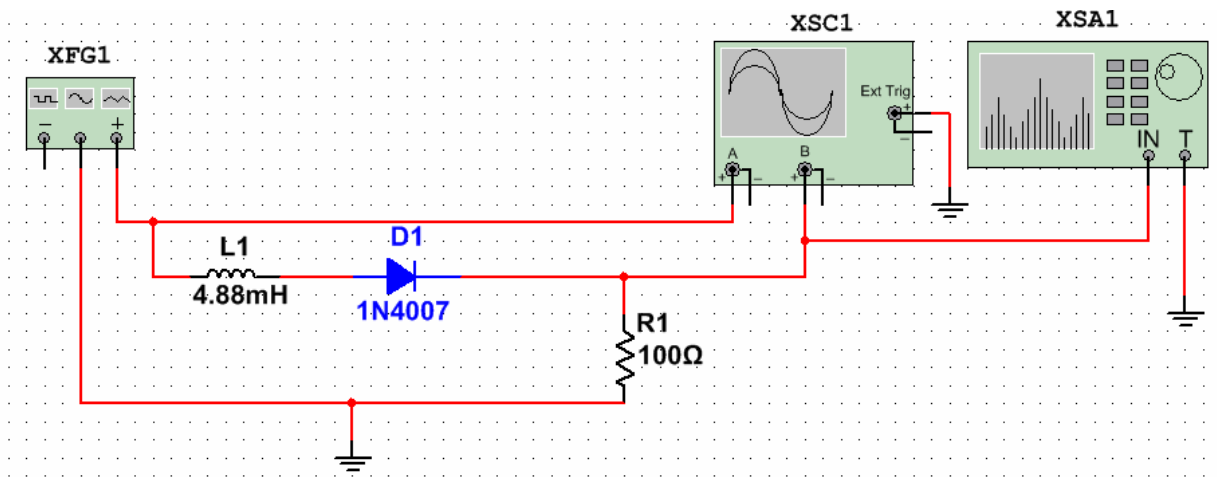 XFG1
XSC1
XSA1
Ext Trig
+
−
− +
A B
+ − + −
IN T
L1
4.88mH
D1
1N4007
R1
100Ω